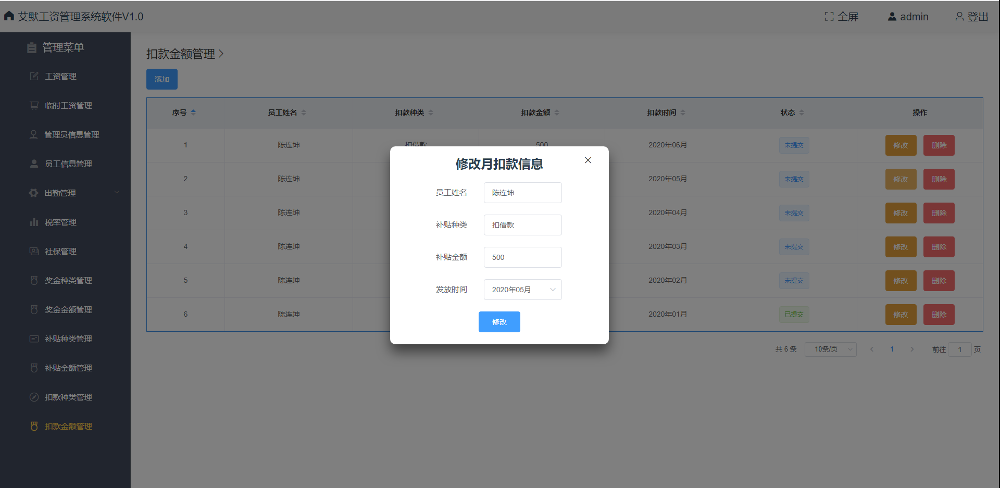 艾默工资管理系统软件V1.0
全屏 admin 登出
管理菜单
工资管理
临时工资管理
管理员信息管理
员工信息管理
出勤管理
税率管理
社保管理
奖金种类管理
奖金金额管理
补贴种类管理
补贴金额管理
扣款种类管理
扣款金额管理
扣款金额管理
添加
序号 员工姓名 扣款种类 扣款金额 扣款时间 状态 操作
1 陈连坤 扣借款 500 2020年06月 未提交 修改 删除
2 陈连坤 2020年05月 未提交 修改 删除
3 陈连坤 2020年04月 未提交 修改 删除
4 陈连坤 2020年03月 未提交 修改 删除
5 陈连坤 2020年02月 未提交 修改 删除
6 陈连坤 2020年01月 已提交 修改 删除
共 6 条 10条/页 1 前往 1 页
修改月扣款信息
员工姓名 陈连坤
补贴种类 扣借款
补贴金额 500
发放时间 2020年05月
修改